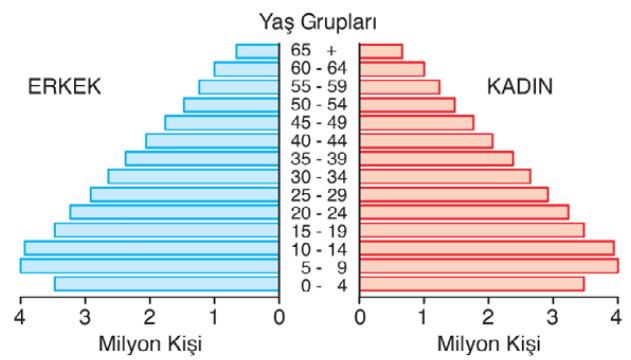 Yaş Grupları
ERKEK
KADIN
65 +
60 - 64
55 - 59
50 - 54
45 - 49
40 - 44
35 - 39
30 - 34
25 - 29
20 - 24
15 - 19
10 - 14
5 - 9
0 - 4
4 3 2 1 0 0 1 2 3 4
Milyon Kişi Milyon Kişi